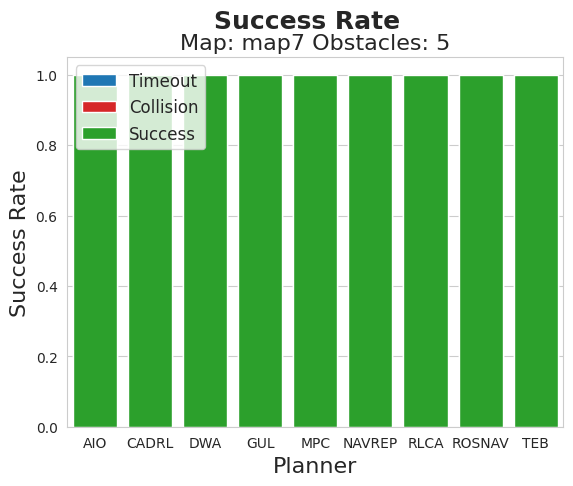 Success Rate
Map: map7 Obstacles: 5
Timeout
Collision
Success
Success Rate
1.0
0.8
0.6
0.4
0.2
0.0
AIO CADRL DWA GUL MPC NAVREP RLCA ROSNAV TEB
Planner